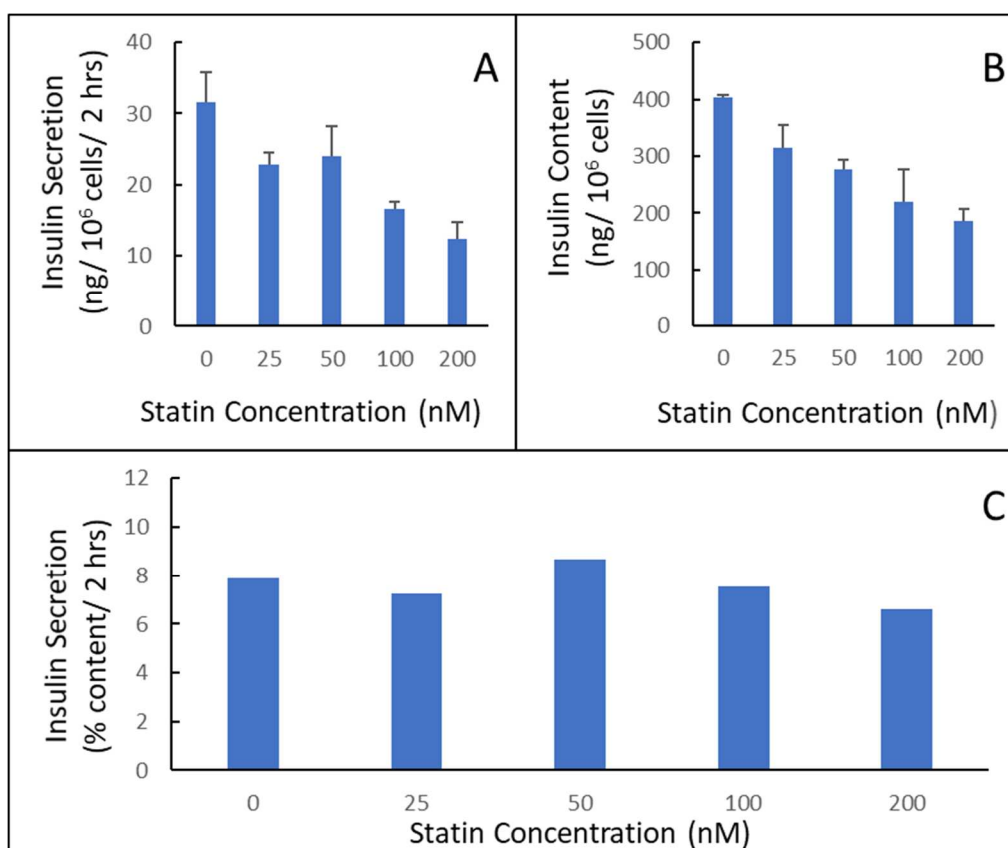 A
Insulin Secretion
(ng/ 10⁶ cells/ 2 hrs)
40
30
20
10
0
0 25 50 100 200
Statin Concentration (nM)
B
Insulin Content
(ng/ 10⁶ cells)
500
400
300
200
100
0
0 25 50 100 200
Statin Concentration (nM)
C
Insulin Secretion
(% content/ 2 hrs)
12
10
8
6
4
2
0
0 25 50 100 200
Statin Concentration (nM)